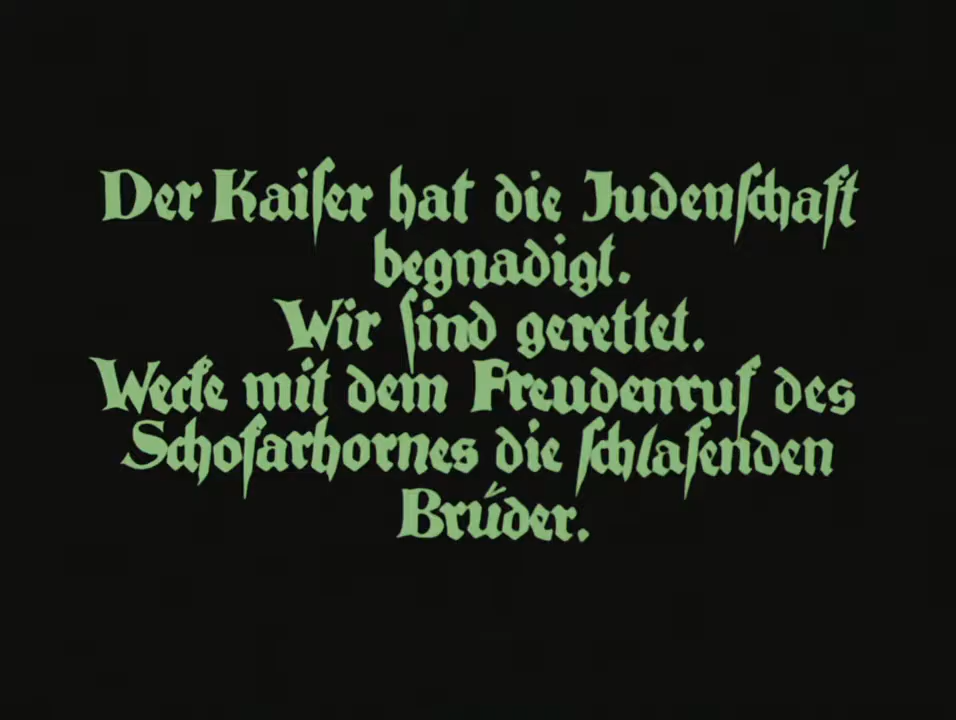 Der Kaiſer hat die Judenſchaft
begnadigt.
Wir ſind gerettet.
Wecke mit dem Freudenruf des
Schofarhornes die ſchlafenden
Brüder.